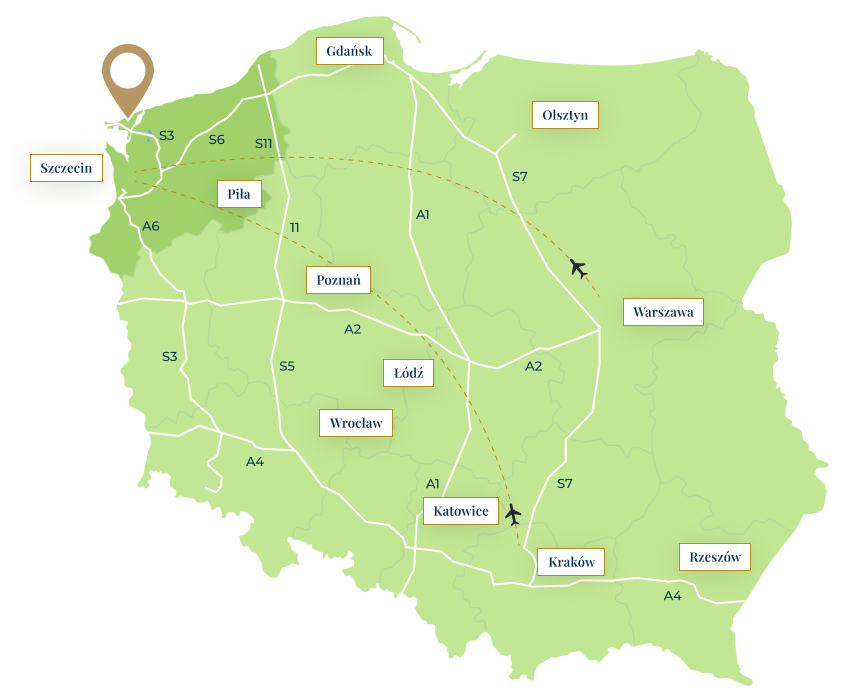 Gdańsk
Olsztyn
S3
S6
S11
Szczecin
S7
Piła
A1
A6
11
Poznań
Warszawa
A2
S3
S5
A2
Łódź
Wrocław
A4
A1
S7
Katowice
Kraków
Rzeszów
A4